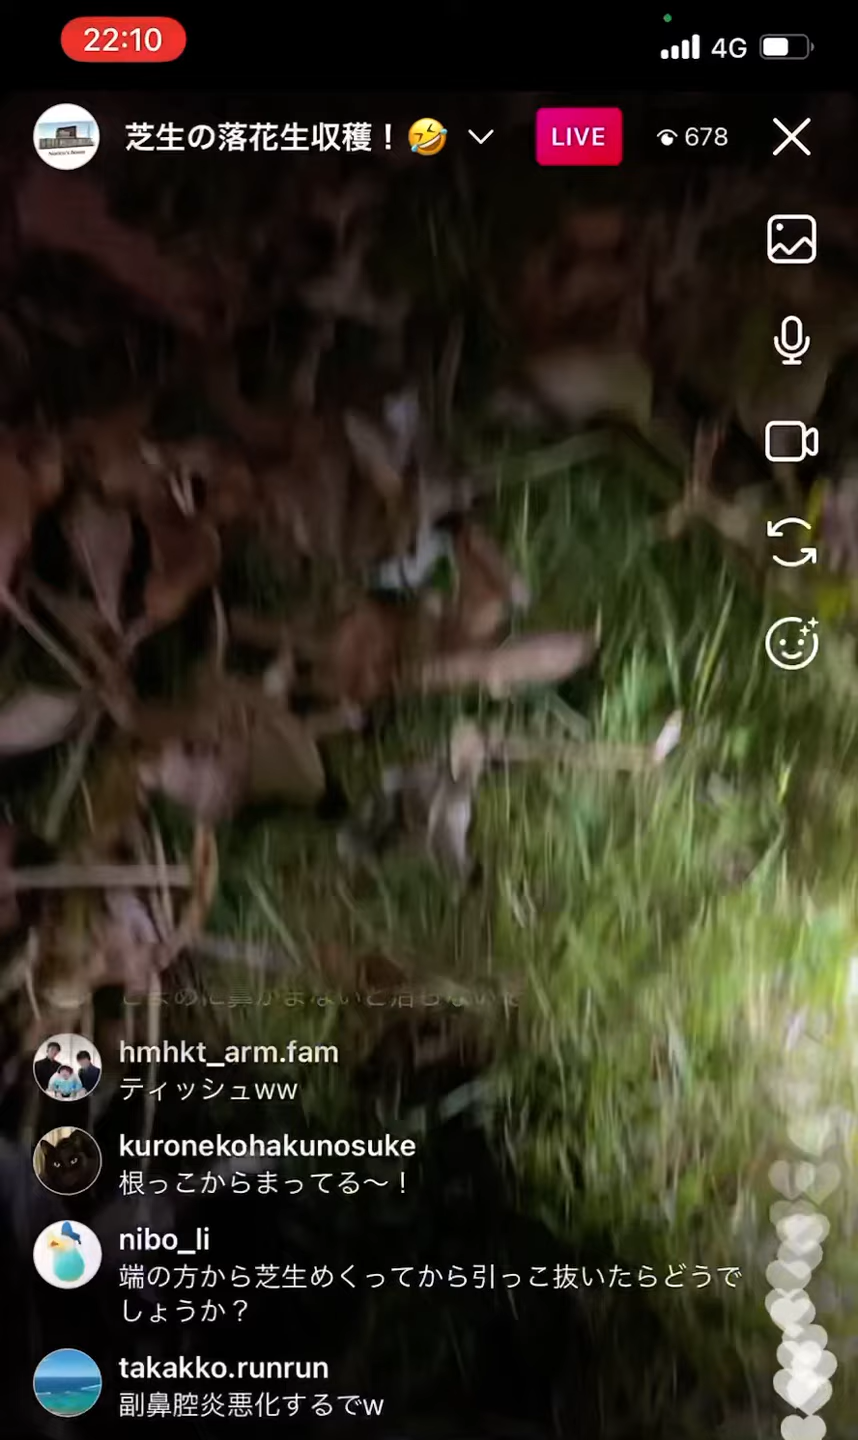 22:10
4G
芝生の落花生収穫！🤣
LIVE
678
hmhkt_arm.fam
ティッシュww
kuronekohakunosuke
根っこからまってる〜！
nibo_li
端の方から芝生めくってから引っこ抜いたらどうで
しょうか？
takakko.runrun
副鼻腔炎悪化するでw